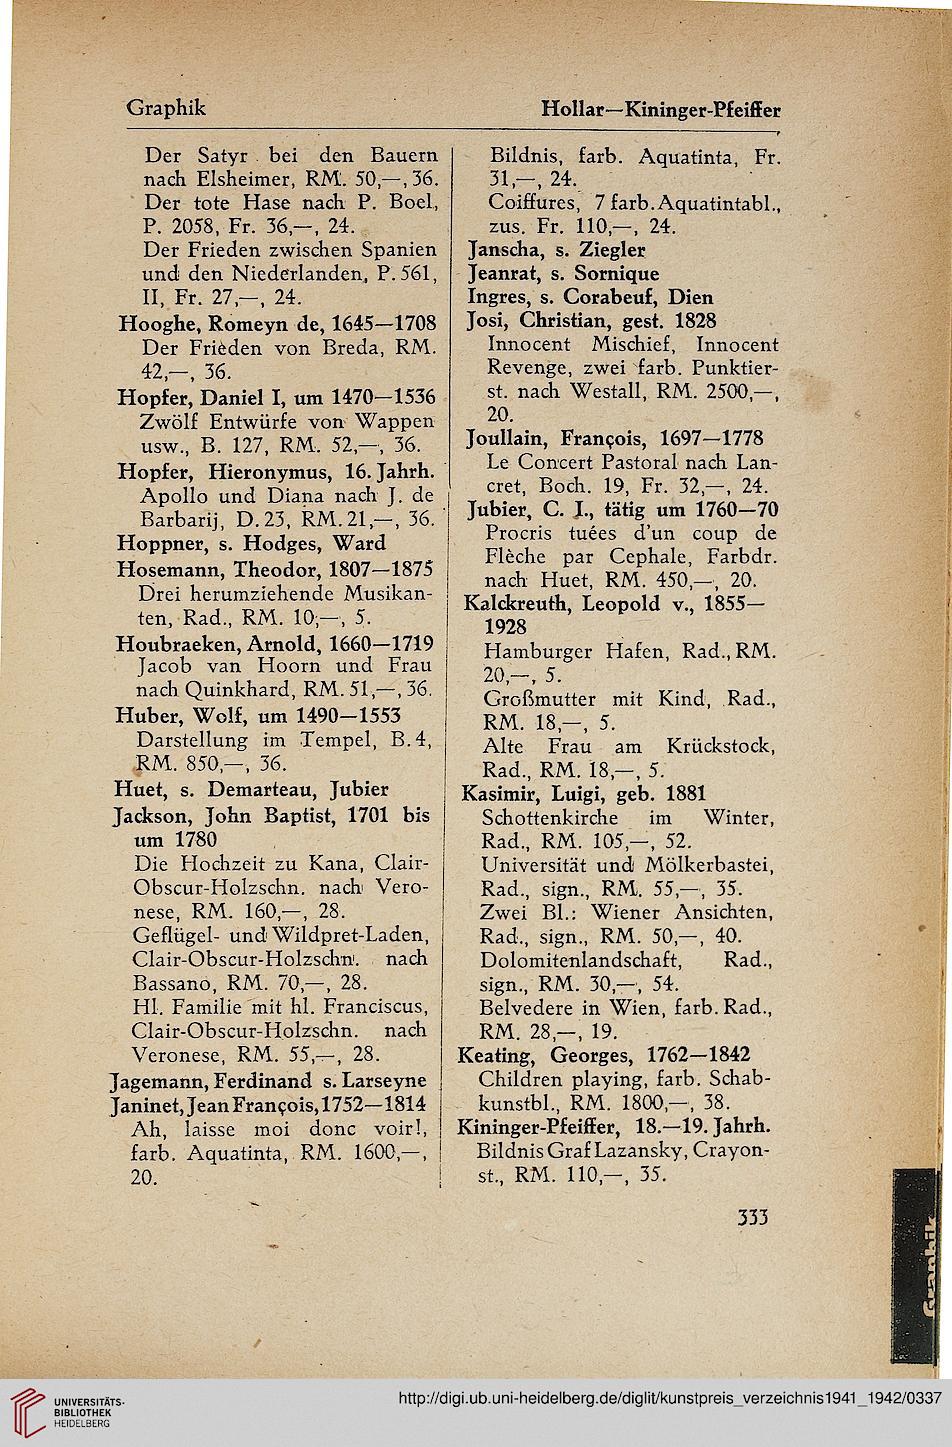 Graphik
Hollar—Kininger-Pfeiffer
Der Satyr bei den Bauern
nach Elsheimer, RM. 50,—, 36.
Der tote Hase nach P. Boel,
P. 2058, Fr. 36,—, 24.
Der Frieden zwischen Spanien
und den Niederlanden, P. 561,
II, Fr. 27,—, 24.
Hooghe, Romeyn de, 1645—1708
Der Frieden von Breda, RM.
42,—, 36.
Hopfer, Daniel I, um 1470—1536
Zwölf Entwürfe von Wappen
usw., B. 127, RM. 52,—, 36.
Hopfer, Hieronymus, 16. Jahrh.
Apollo und Diana nach J. de
Barbarij, D. 23, RM. 21,—, 36.
Hoppner, s. Hodges, Ward
Hosemann, Theodor, 1807—1875
Drei herumziehende Musikan-
ten, Rad., RM. 10,—, 5.
Houbraeken, Arnold, 1660—1719
Jacob van Hoorn und Frau
nach Quinkhard, RM. 51,—, 36.
Huber, Wolf, um 1490—1553
Darstellung im Tempel, B. 4,
RM. 850,—, 36.
Huet, s. Demarteau, Jubier
Jackson, John Baptist, 1701 bis
um 1780
Die Hochzeit zu Kana, Clair-
Obscur-Holzschn. nach Vero-
nese, RM. 160,—, 28.
Geflügel- und Wildpret-Laden,
Clair-Obscur-Holzschn. nach
Bassano, RM. 70,—, 28.
Hl. Familie mit hl. Franciscus,
Clair-Obscur-Holzschn. nach
Veronese, RM. 55,—, 28.
Jagemann, Ferdinand s. Larseyne
Janinet, Jean François, 1752—1814
Ah, laisse moi donc voir!,
farb. Aquatinta, RM. 1600,—,
20.
Bildnis, farb. Aquatinta, Fr.
31,—, 24.
Coiffures, 7 farb. Aquatintabl.,
zus. Fr. 110,—, 24.
Janscha, s. Ziegler
Jeanrat, s. Sornique
Ingres, s. Corabeuf, Dien
Josi, Christian, gest. 1828
Innocent Mischief, Innocent
Revenge, zwei farb. Punktier-
st. nach Westall, RM. 2500,—,
20.
Joullain, François, 1697—1778
Le Concert Pastoral nach Lan-
cret, Boch. 19, Fr. 32,—, 24.
Jubier, C. I., tätig um 1760—70
Procris tuées d'un coup de
Flèche par Cephale, Farbdr.
nach Huet, RM. 450,—, 20.
Kalckreuth, Leopold v., 1855—
1928
Hamburger Hafen, Rad., RM.
20,—, 5.
Großmutter mit Kind, Rad.,
RM. 18,—, 5.
Alte Frau am Krückstock,
Rad., RM. 18,—, 5.
Kasimir, Luigi, geb. 1881
Schottenkirche im Winter,
Rad., RM. 105,—, 52.
Universität und Mölkerbastei,
Rad., sign., RM. 55,—, 35.
Zwei Bl.: Wiener Ansichten,
Rad., sign., RM. 50,—, 40.
Dolomitenlandschaft, Rad.,
sign., RM. 30,—, 54.
Belvedere in Wien, farb. Rad.,
RM. 28,—, 19.
Keating, Georges, 1762—1842
Children playing, farb. Schab-
kunstbl., RM. 1800,—, 38.
Kininger-Pfeiffer, 18.—19. Jahrh.
Bildnis Graf Lazansky, Crayon-
st., RM. 110,—, 35.
333
Graphik
UNIVERSITÄTS-
BIBLIOTHEK
HEIDELBERG
http://digi.ub.uni-heidelberg.de/diglit/kunstpreis_verzeichnis1941_1942/0337